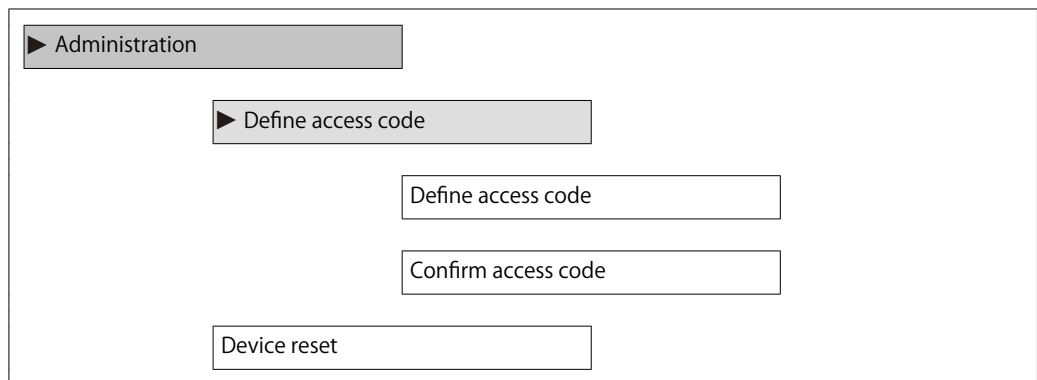 ▶ Administration
▶ Define access code
Define access code
Confirm access code
Device reset